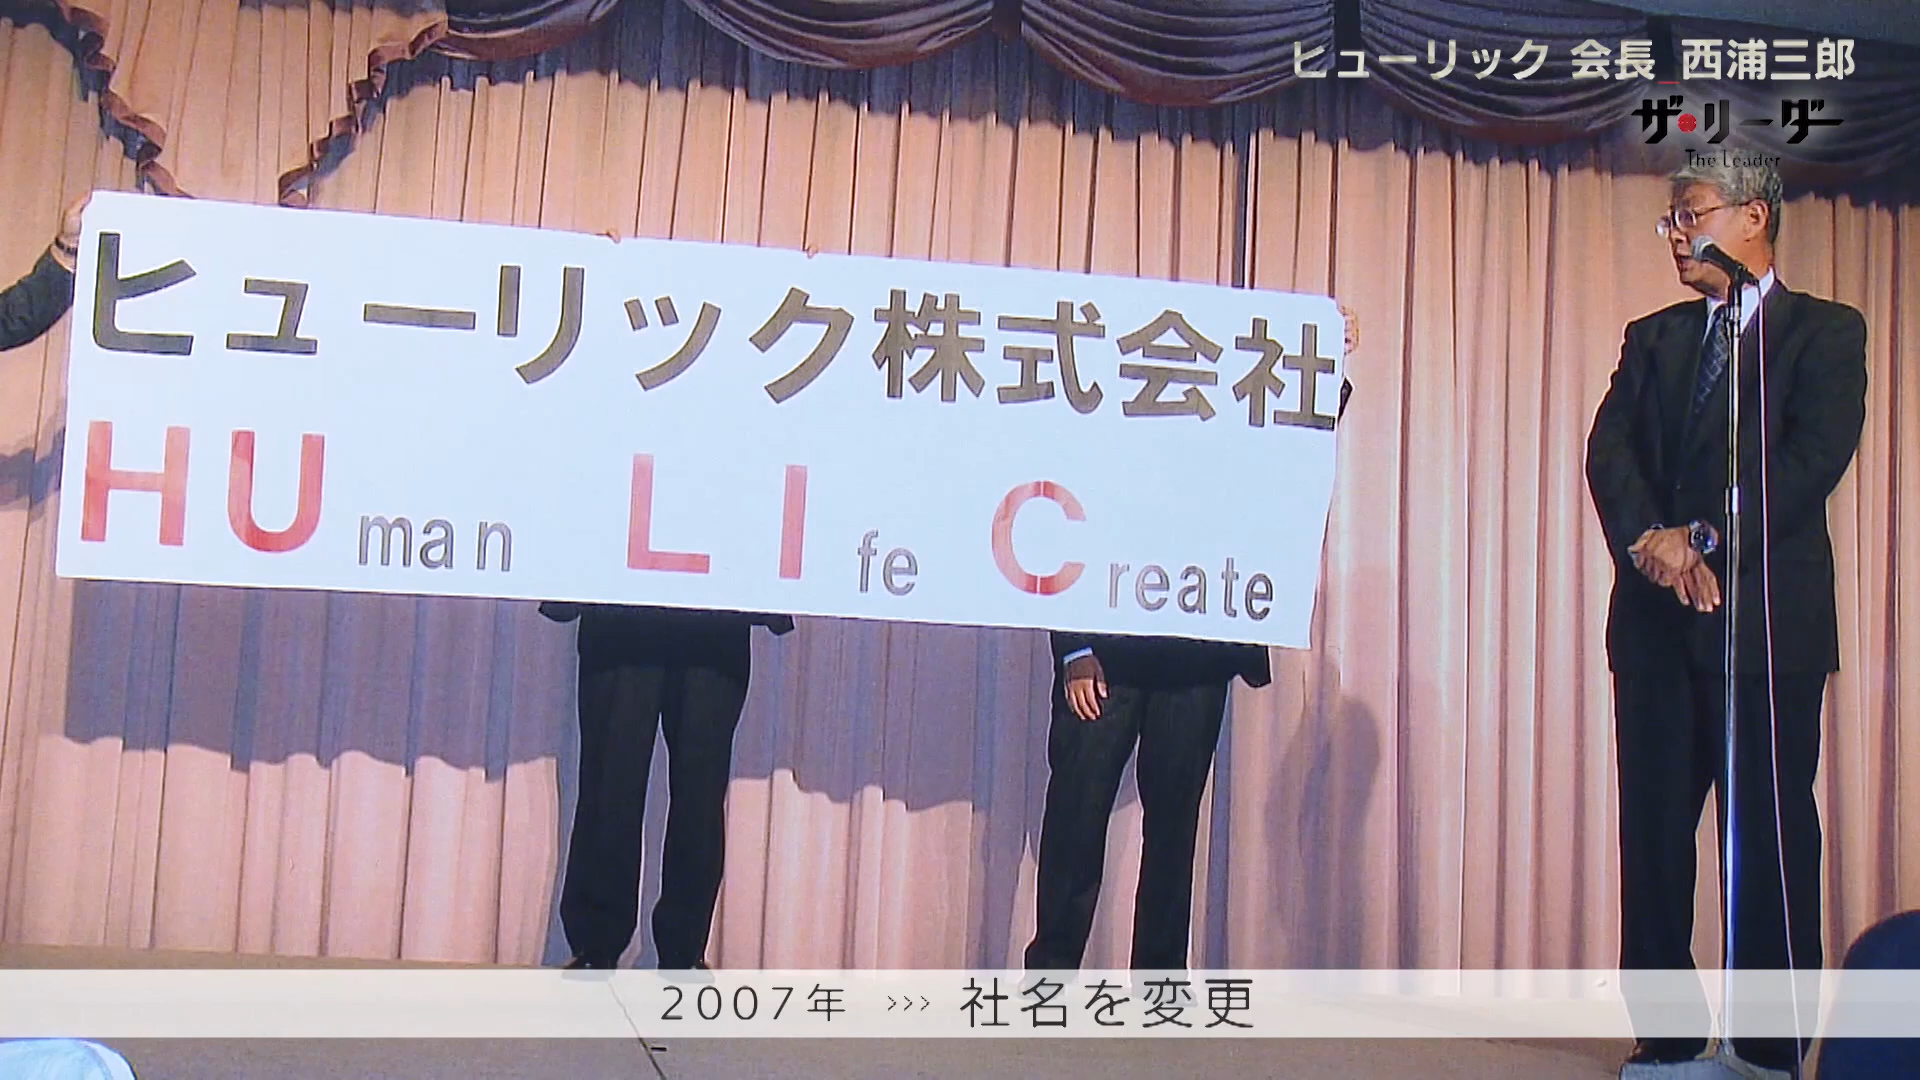 ヒューリック 会長 西浦三郎
ザ・リーダー
The Leader
ヒューリック株式会社
HUman LIfe Create
2007年 >>> 社名を変更